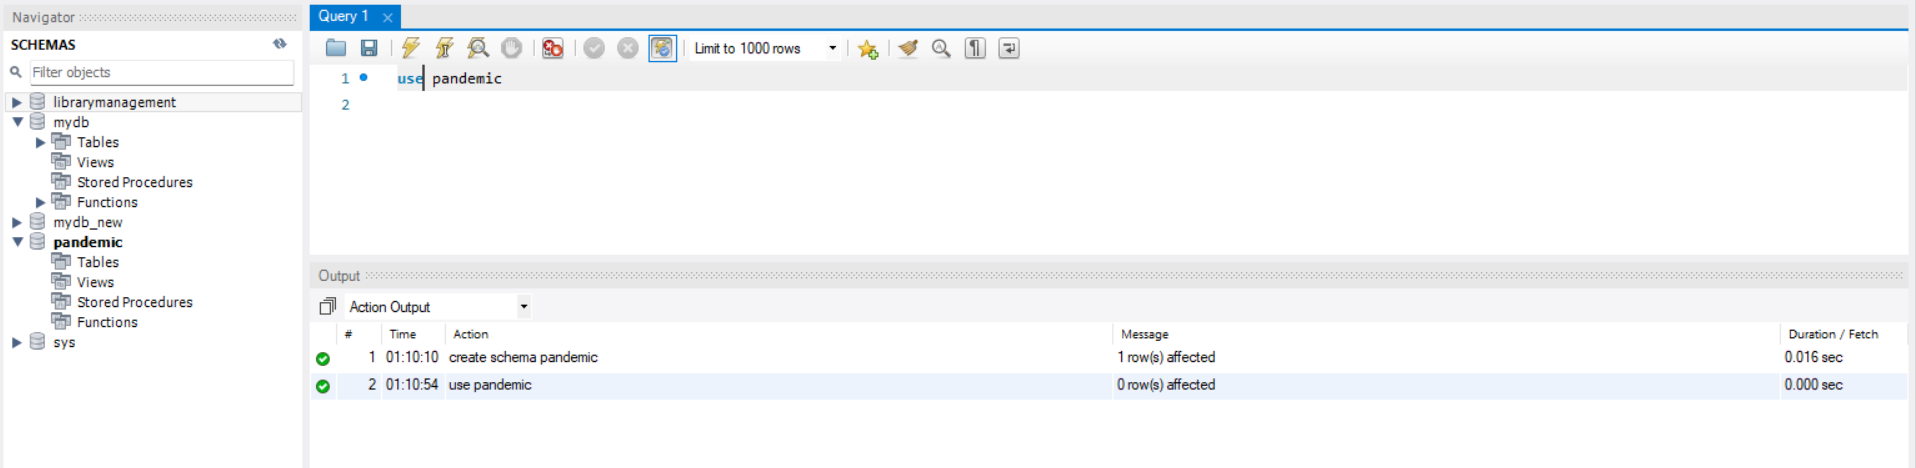 Navigator
SCHEMAS
Filter objects
librarymanagement
mydb
Tables
Views
Stored Procedures
Functions
mydb_new
pandemic
Tables
Views
Stored Procedures
Functions
sys
Query 1
Limit to 1000 rows
1 use pandemic
2
Output
Action Output
# Time Action Message Duration / Fetch
1 01:10:10 create schema pandemic 1 row(s) affected 0.016 sec
2 01:10:54 use pandemic 0 row(s) affected 0.000 sec